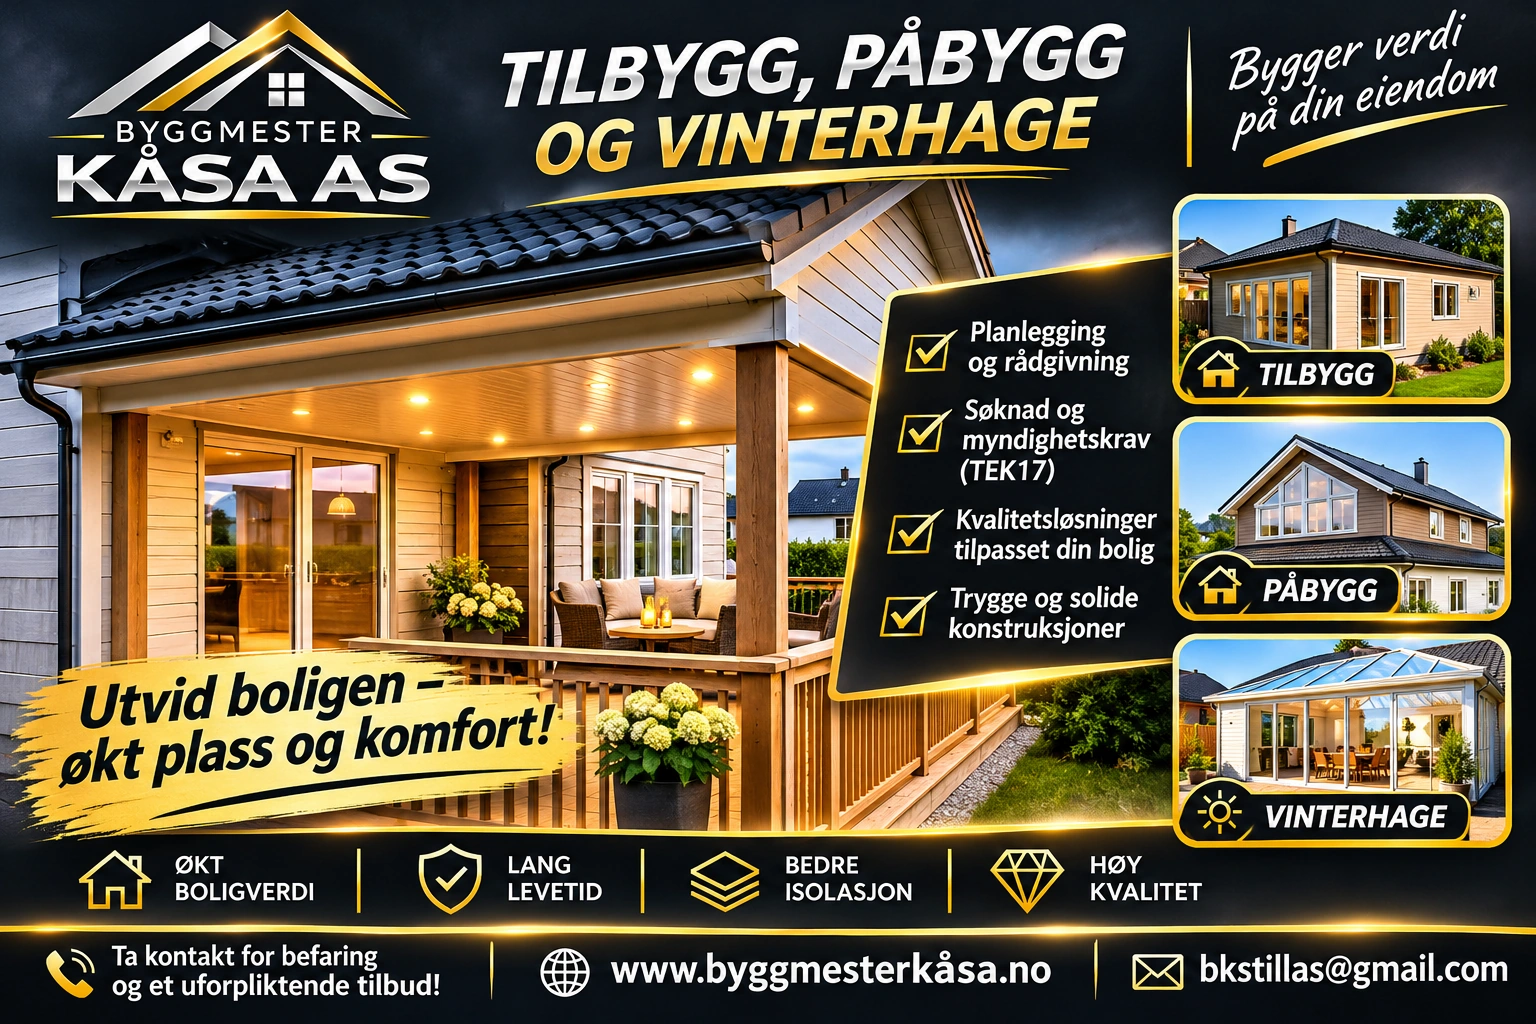 BYGGMESTER
KÅSA AS
TILBYGG, PÅBYGG
OG VINTERHAGE
Bygger verdi
på din eiendom
Planlegging
og rådgivning
Søknad og
myndighetskrav
(TEK17)
Kvalitetsløsninger
tilpasset din bolig
Trygge og solide
konstruksjoner
TILBYGG
PÅBYGG
VINTERHAGE
Utvid boligen –
økt plass og komfort!
ØKT
BOLIGVERDI
LANG
LEVETID
BEDRE
ISOLASJON
HØY
KVALITET
Ta kontakt for befaring
og et uforpliktende tilbud!
www.byggmesterkåsa.no
bkstillas@gmail.com